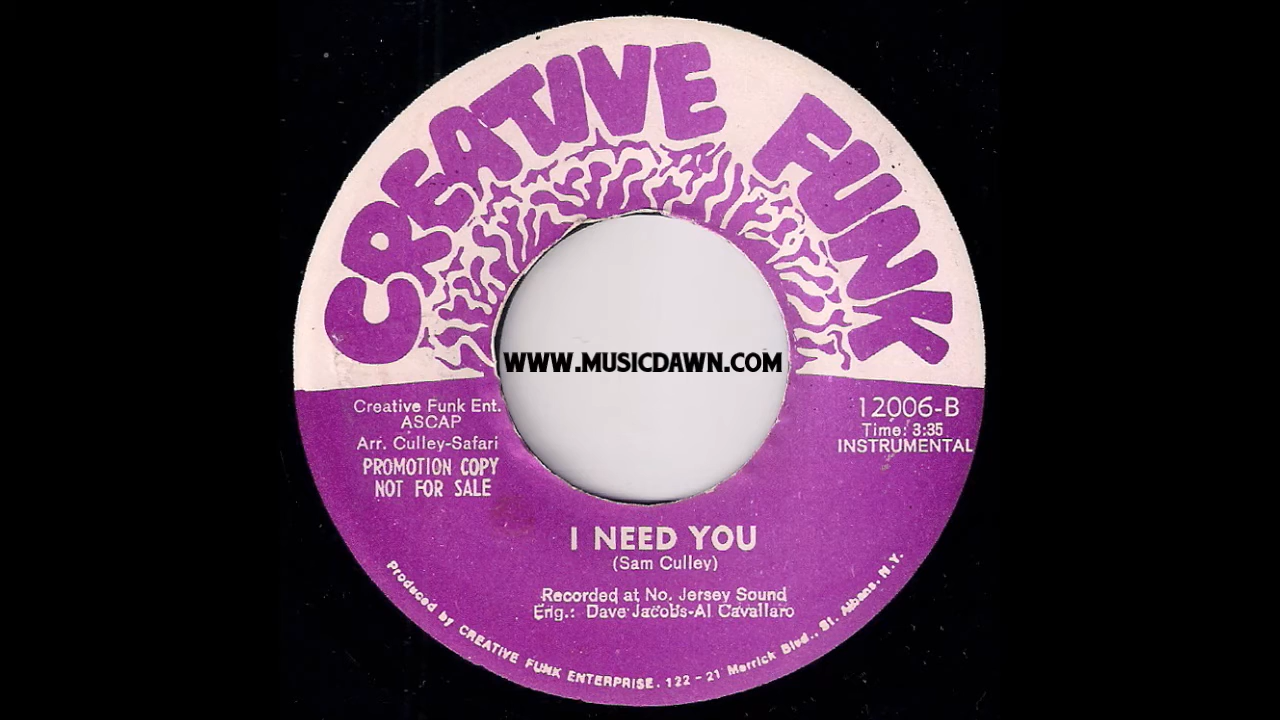 CREATIVE FUNK
WWW.MUSICDAWN.COM
Creative Funk Ent.
ASCAP
Arr. Culley-Safari
PROMOTION COPY
NOT FOR SALE
12006-B
Time: 3:35
INSTRUMENTAL
I NEED YOU
(Sam Culley)
Recorded at No. Jersey Sound
Eng.: Dave Jacobs-Al Cavallaro
Produced by CREATIVE FUNK ENTERPRISE. 122-21 Merrick Blvd., St. Albans, N.Y.